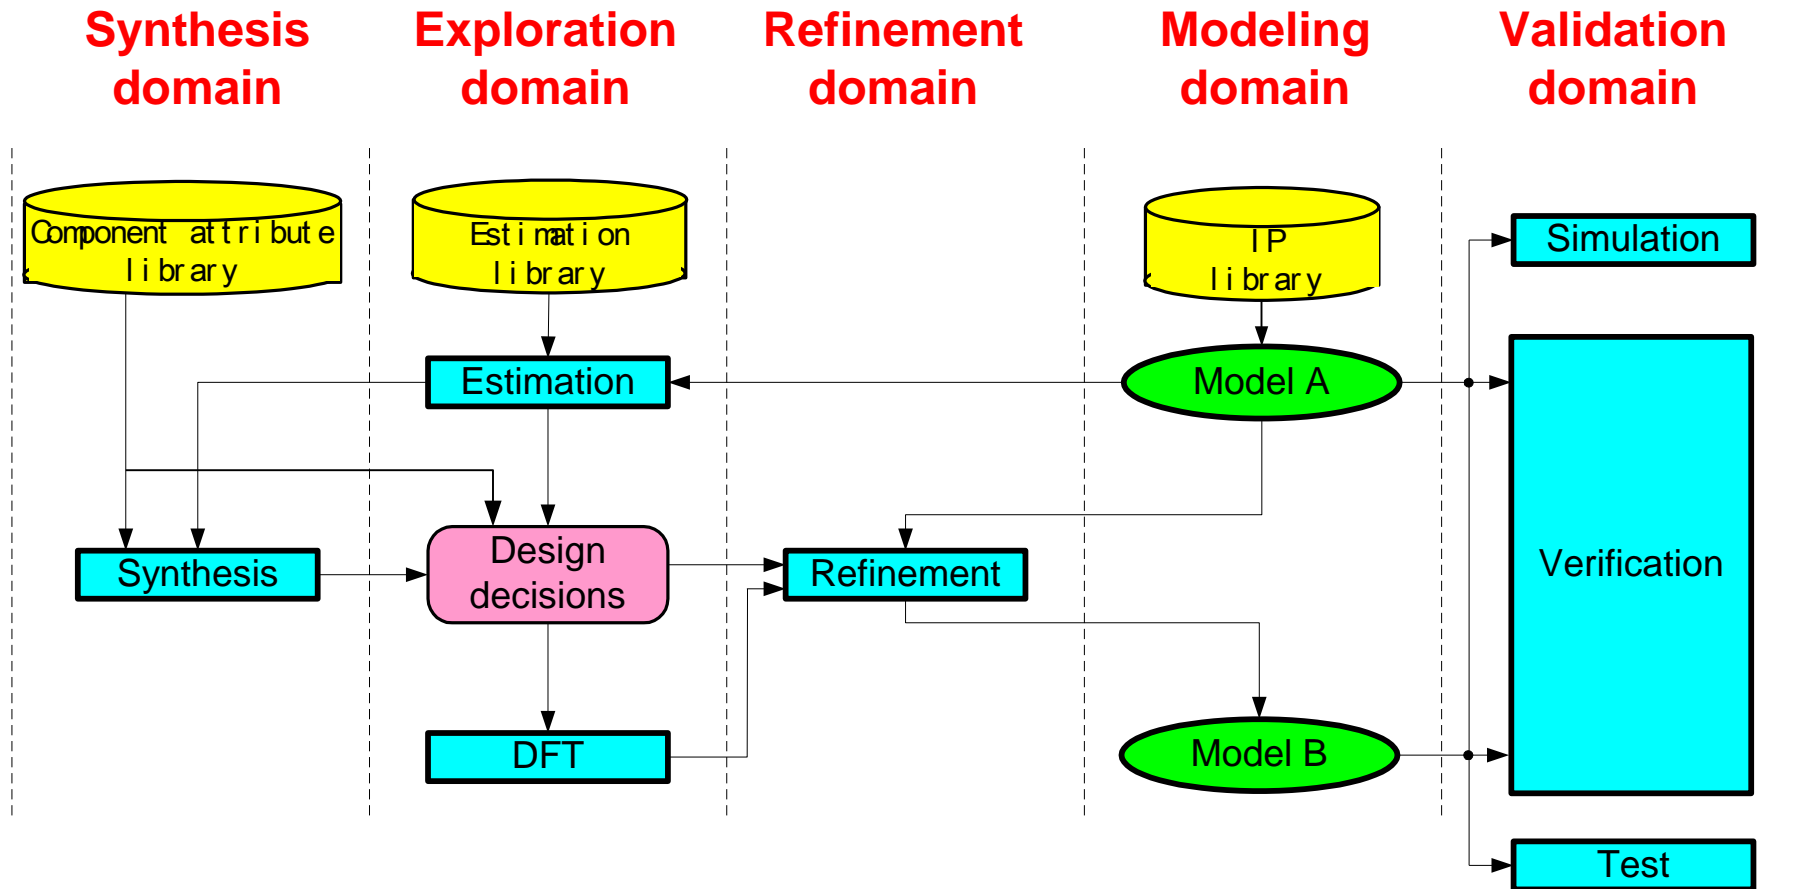 Synthesis
domain
Exploration
domain
Refinement
domain
Modeling
domain
Validation
domain
Component attribute
library
Estimation
library
IP
library
Simulation
Estimation
Model A
Verification
Synthesis
Design
decisions
Refinement
DFT
Model B
Test